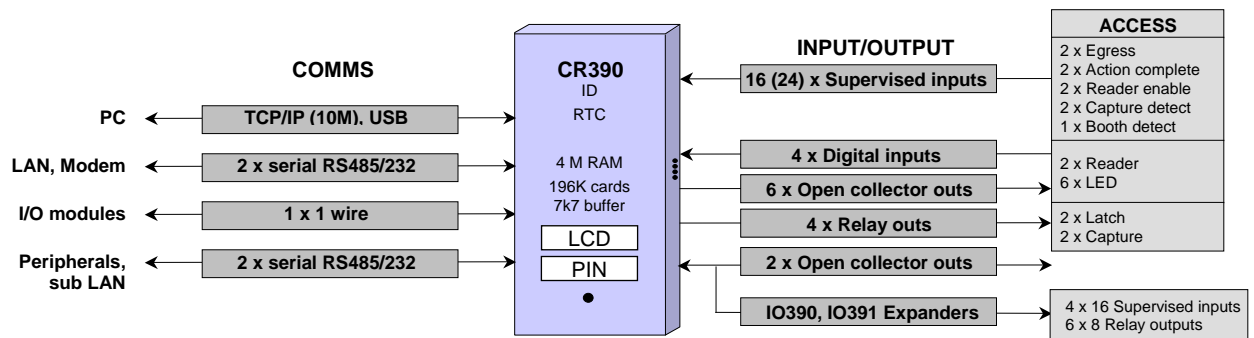 COMMS
PC
TCP/IP (10M), USB
LAN, Modem
2 x serial RS485/232
I/O modules
1 x 1 wire
Peripherals,
sub LAN
2 x serial RS485/232
CR390
ID
RTC
4 M RAM
196K cards
7k7 buffer
LCD
PIN
INPUT/OUTPUT
16 (24) x Supervised inputs
4 x Digital inputs
6 x Open collector outs
4 x Relay outs
2 x Open collector outs
IO390, IO391 Expanders
ACCESS
2 x Egress
2 x Action complete
2 x Reader enable
2 x Capture detect
1 x Booth detect
2 x Reader
6 x LED
2 x Latch
2 x Capture
4 x 16 Supervised inputs
6 x 8 Relay outputs